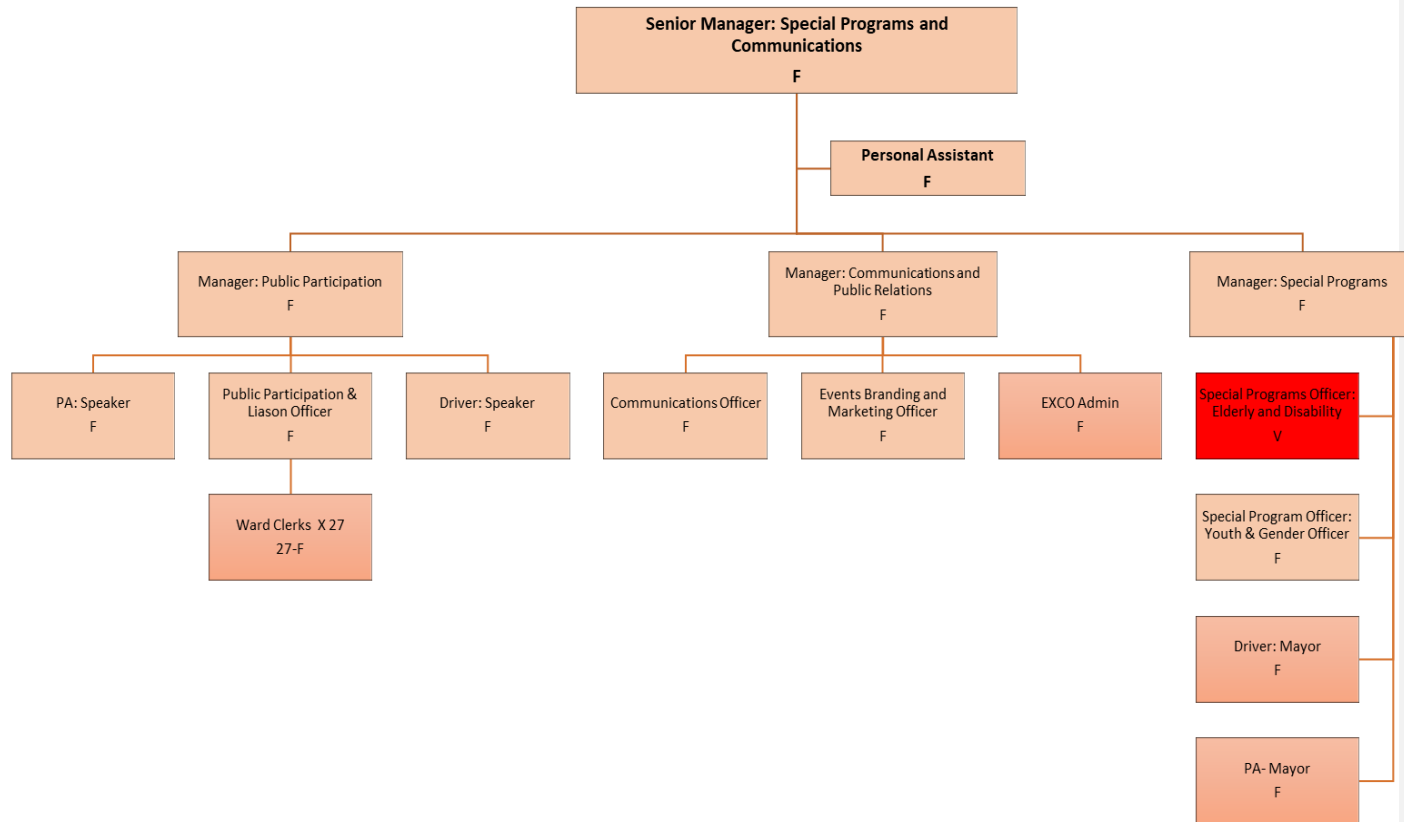 Senior Manager: Special Programs and
Communications
F
Personal Assistant
F
Manager: Public Participation
F
Manager: Communications and
Public Relations
F
Manager: Special Programs
F
PA: Speaker
F
Public Participation &
Liason Officer
F
Driver: Speaker
F
Communications Officer
F
Events Branding and
Marketing Officer
F
EXCO Admin
F
Special Programs Officer:
Elderly and Disability
V
Ward Clerks X 27
27-F
Special Program Officer:
Youth & Gender Officer
F
Driver: Mayor
F
PA- Mayor
F